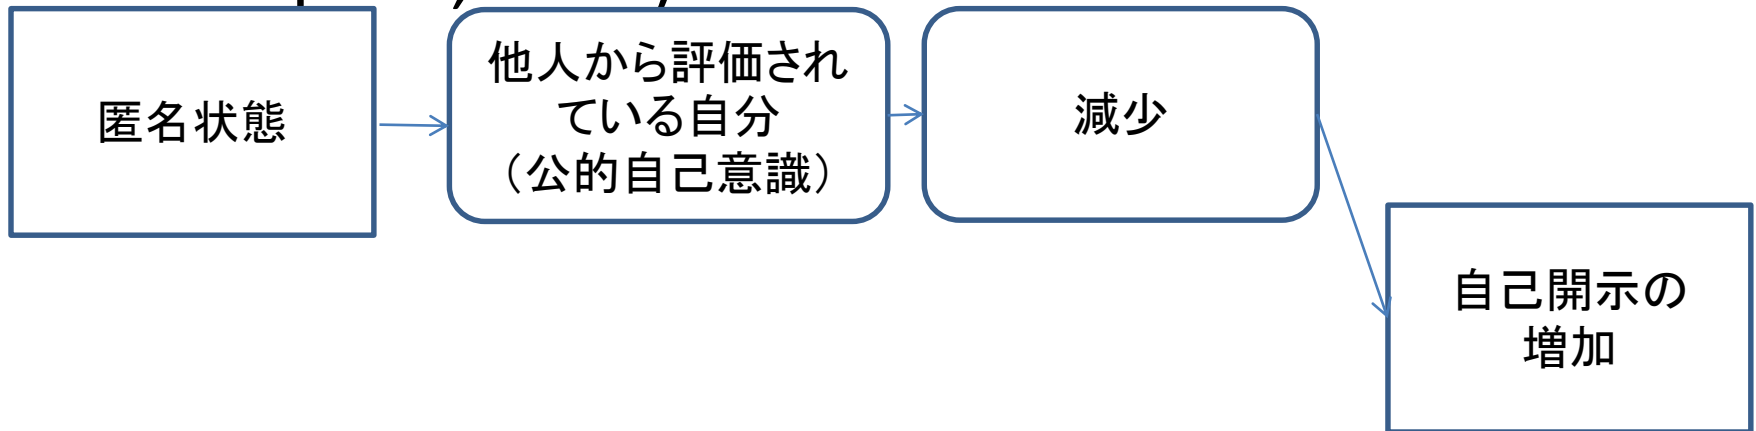 匿名状態
他人から評価され
ている自分
（公的自己意識）
減少
自己開示の
増加